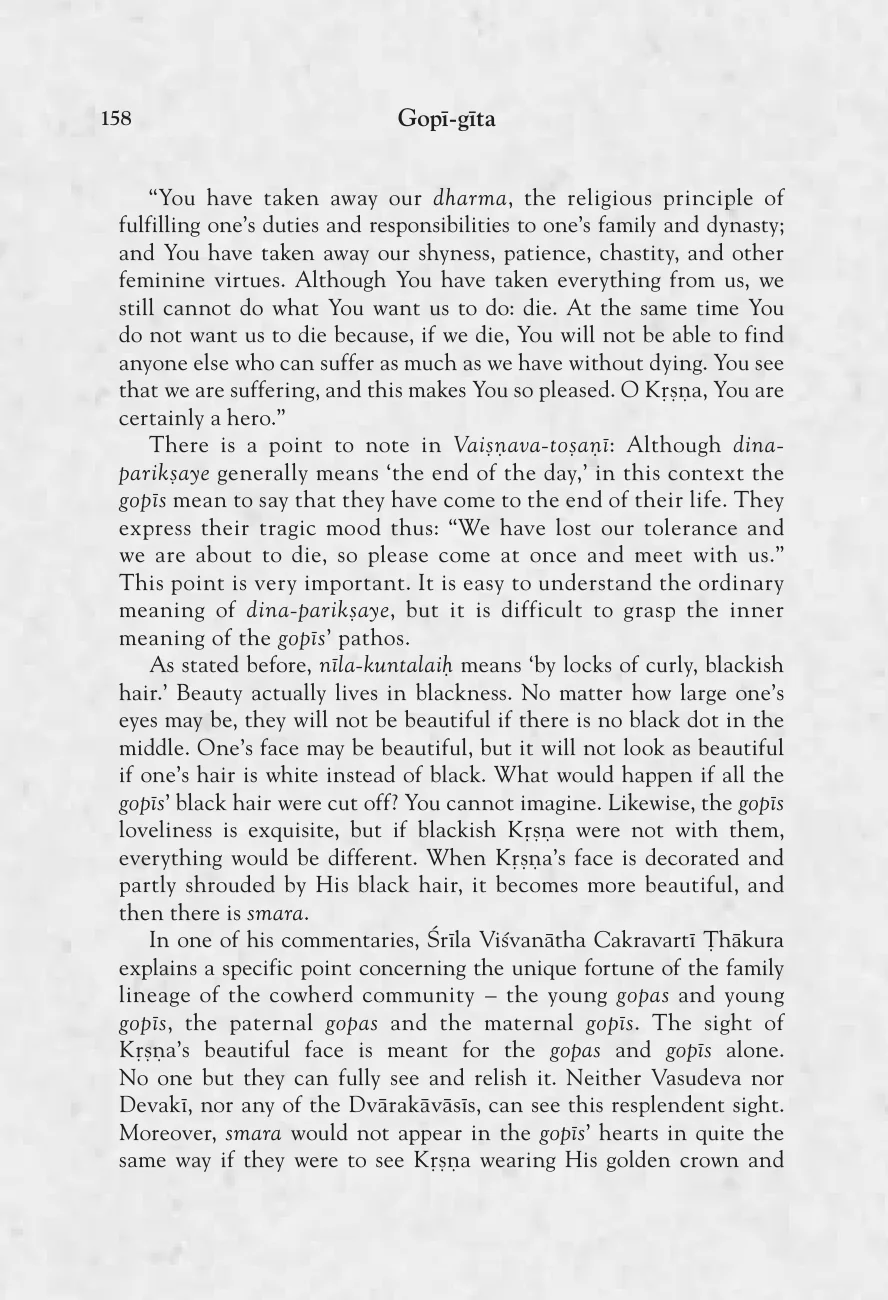 158
Gopī-gīta
“You have taken away our dharma, the religious principle of
fulfilling one’s duties and responsibilities to one’s family and dynasty;
and You have taken away our shyness, patience, chastity, and other
feminine virtues. Although You have taken everything from us, we
still cannot do what You want us to do: die. At the same time You
do not want us to die because, if we die, You will not be able to find
anyone else who can suffer as much as we have without dying. You see
that we are suffering, and this makes You so pleased. O Kṛṣṇa, You are
certainly a hero.”
There is a point to note in Vaiṣṇava-toṣaṇī: Although dina-
parikṣaye generally means ‘the end of the day,’ in this context the
gopīs mean to say that they have come to the end of their life. They
express their tragic mood thus: “We have lost our tolerance and
we are about to die, so please come at once and meet with us.”
This point is very important. It is easy to understand the ordinary
meaning of dina-parikṣaye, but it is difficult to grasp the inner
meaning of the gopīs’ pathos.
As stated before, nīla-kuntalaiḥ means ‘by locks of curly, blackish
hair.’ Beauty actually lives in blackness. No matter how large one’s
eyes may be, they will not be beautiful if there is no black dot in the
middle. One’s face may be beautiful, but it will not look as beautiful
if one’s hair is white instead of black. What would happen if all the
gopīs’ black hair were cut off? You cannot imagine. Likewise, the gopīs
loveliness is exquisite, but if blackish Kṛṣṇa were not with them,
everything would be different. When Kṛṣṇa’s face is decorated and
partly shrouded by His black hair, it becomes more beautiful, and
then there is smara.
In one of his commentaries, Śrīla Viśvanātha Cakravartī Ṭhākura
explains a specific point concerning the unique fortune of the family
lineage of the cowherd community – the young gopas and young
gopīs, the paternal gopas and the maternal gopīs. The sight of
Kṛṣṇa’s beautiful face is meant for the gopas and gopīs alone.
No one but they can fully see and relish it. Neither Vasudeva nor
Devakī, nor any of the Dvārakāvāsīs, can see this resplendent sight.
Moreover, smara would not appear in the gopīs’ hearts in quite the
same way if they were to see Kṛṣṇa wearing His golden crown and